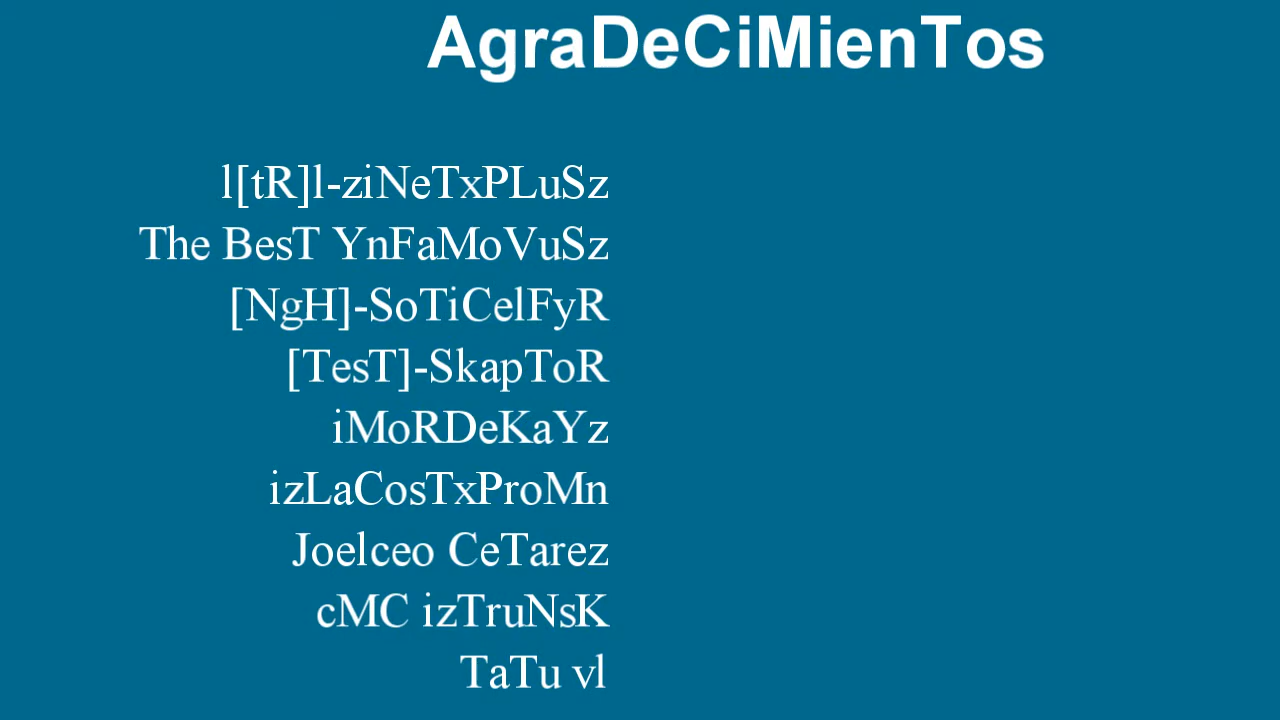 AgraDeCiMienTos
l[tR]l-ziNeTxPLuSz
The BesT YnFaMoVuSz
[NgH]-SoTiCelFyR
[TesT]-SkapToR
iMoRDeKaYz
izLaCosTxProMn
Joelceo CeTarez
cMC izTruNsK
TaTu vl